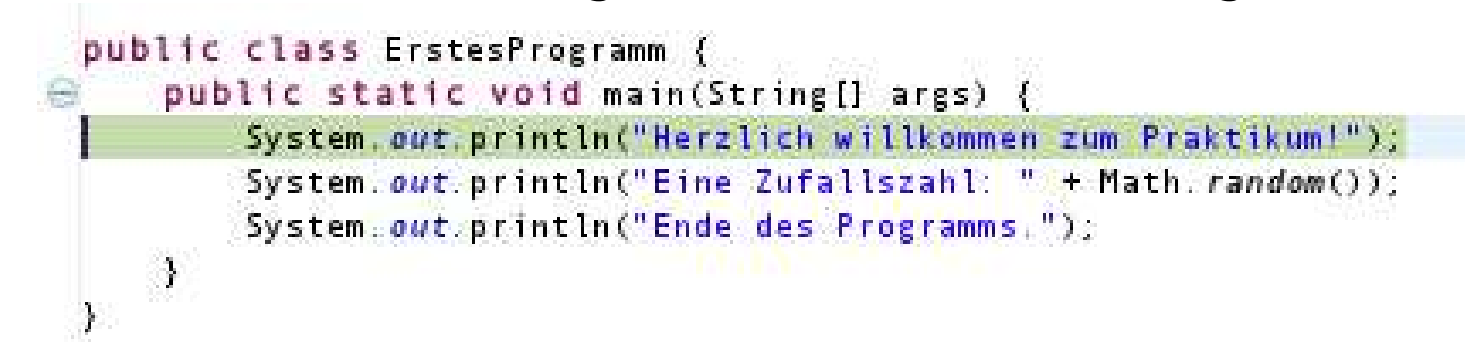 public class ErstesProgramm {
public static void main(String[] args) {
System.out.println("Herzlich willkommen zum Praktikum!");
System.out.println("Eine Zufallszahl: " + Math.random());
System.out.println("Ende des Programms.");
}
}